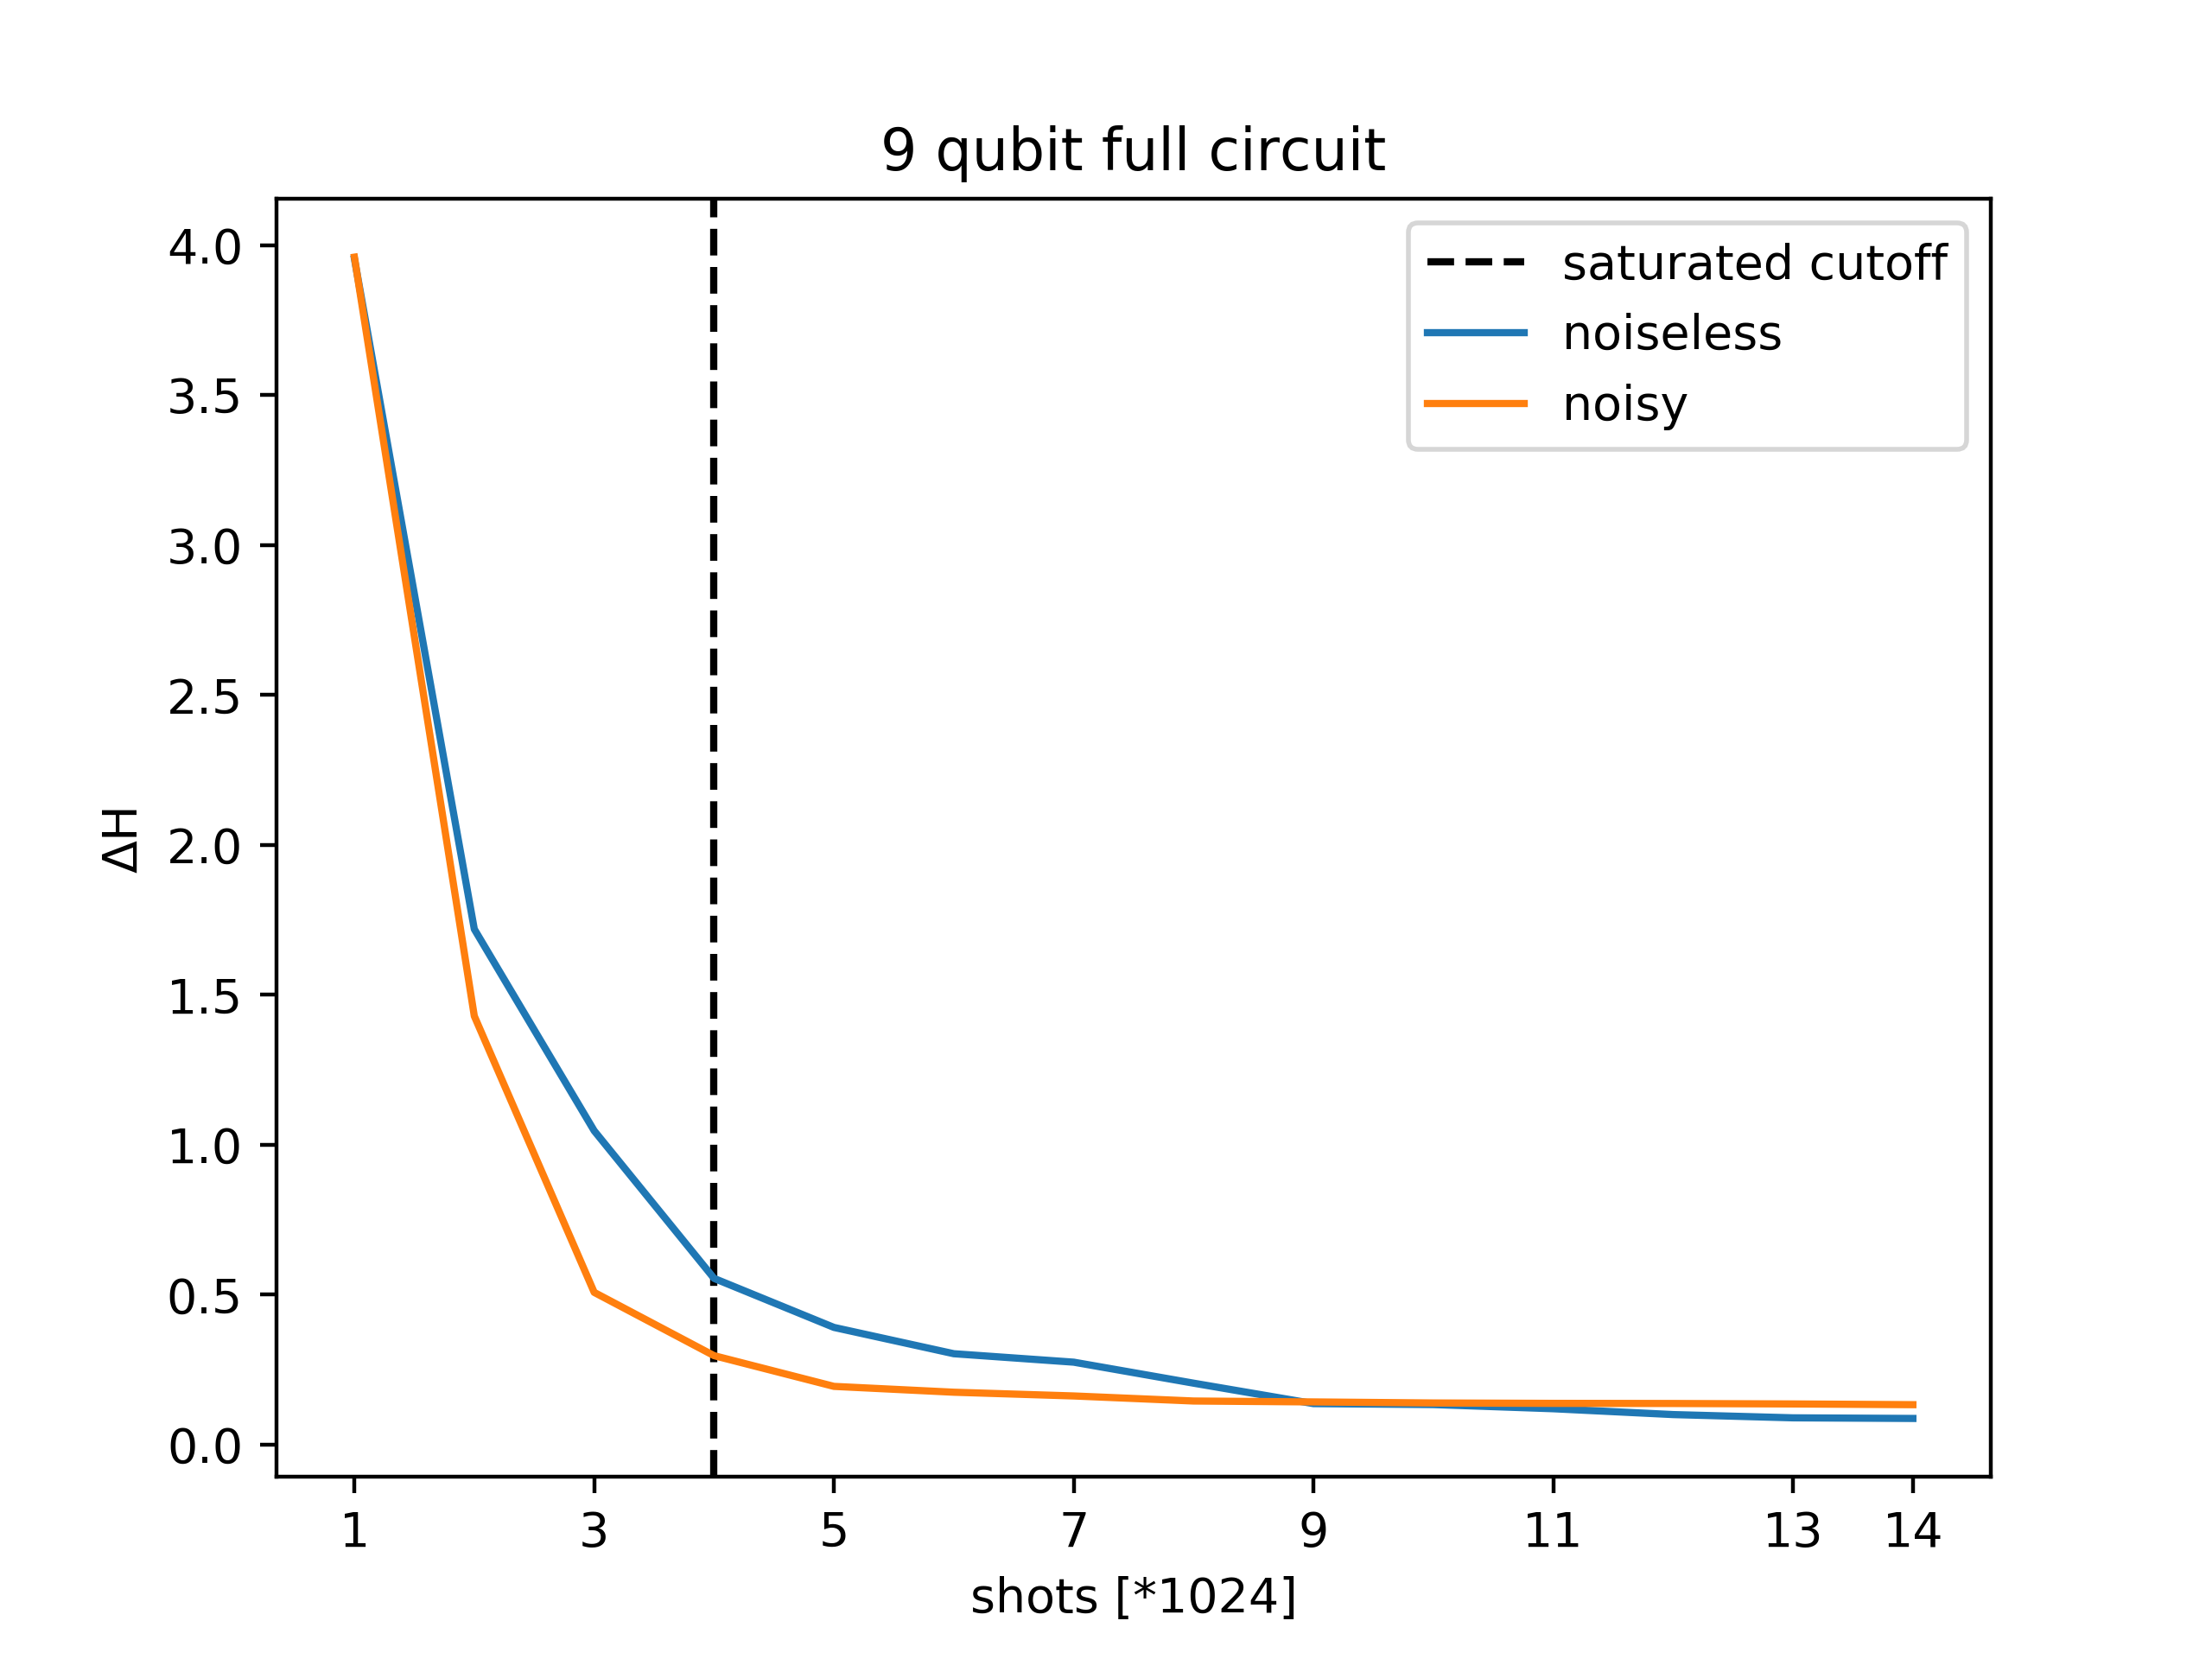 9 qubit full circuit
saturated cutoff
noiseless
noisy
4.0
3.5
3.0
2.5
2.0
1.5
1.0
0.5
0.0
ΔH
1 3 5 7 9 11 13 14
shots [*1024]